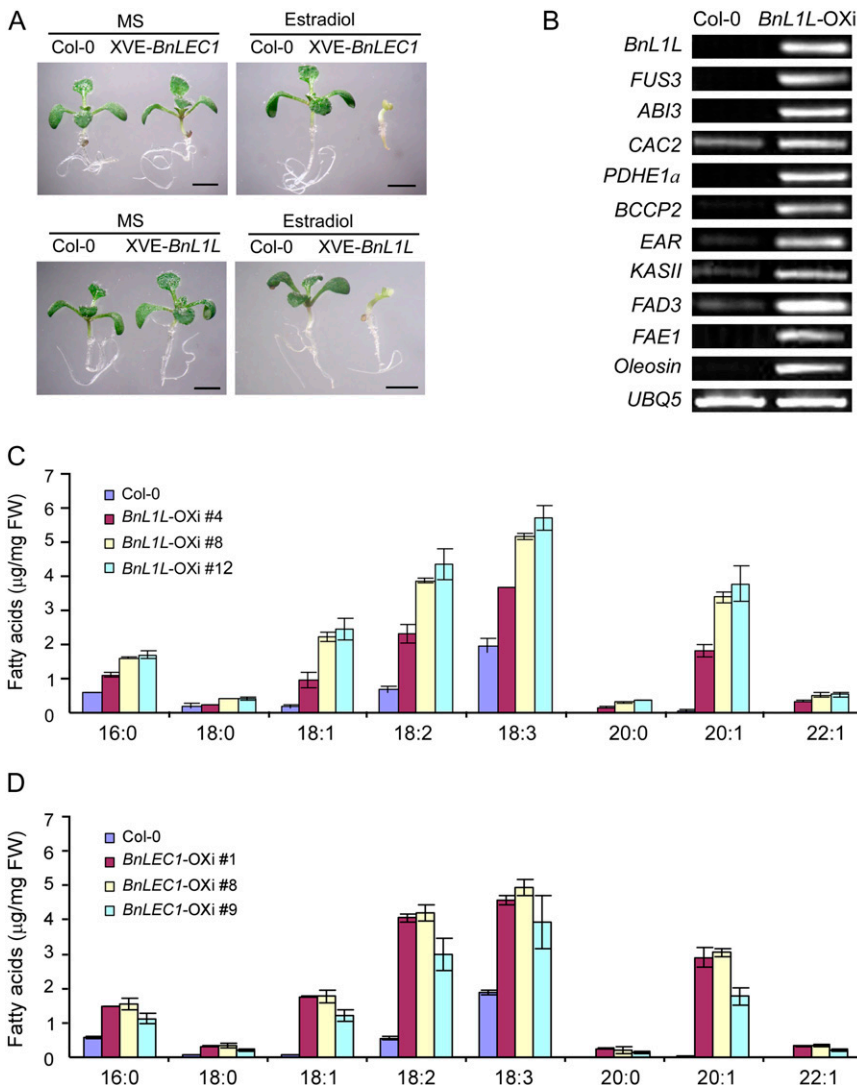 A
MS
Estradiol
Col-0 XVE-BnLEC1
Col-0 XVE-BnLEC1
MS
Estradiol
Col-0 XVE-BnL1L
Col-0 XVE-BnL1L
B
Col-0 BnL1L-OXi
BnL1L
FUS3
ABI3
CAC2
PDHE1a
BCCP2
EAR
KASII
FAD3
FAE1
Oleosin
UBQ5
C
Fatty acids (µg/mg FW)
7
6
5
4
3
2
1
0
Col-0
BnL1L-OXi #4
BnL1L-OXi #8
BnL1L-OXi #12
16:0 18:0 18:1 18:2 18:3 20:0 20:1 22:1
D
Fatty acids (µg/mg FW)
7
6
5
4
3
2
1
0
Col-0
BnLEC1-OXi #1
BnLEC1-OXi #8
BnLEC1-OXi #9
16:0 18:0 18:1 18:2 18:3 20:0 20:1 22:1